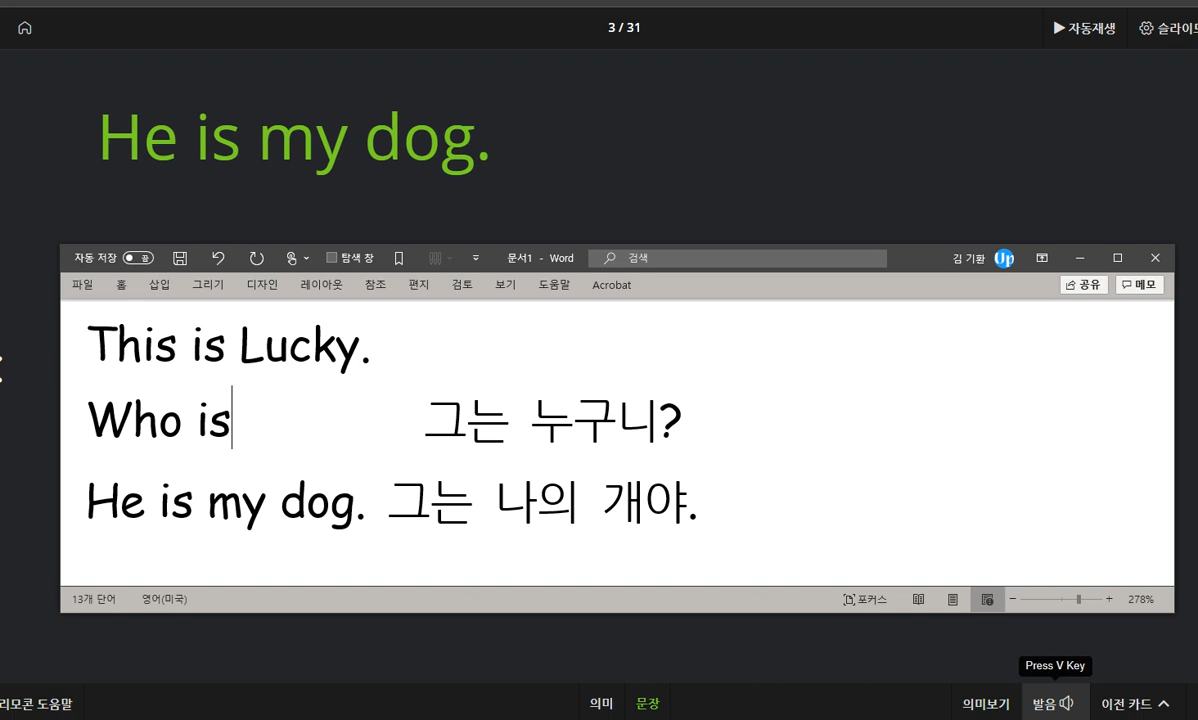 3 / 31
▶ 자동재생
슬라이드
He is my dog.
자동 저장 끔
탐색 창
문서1 - Word
검색
김 기환
Up
파일 홈 삽입 그리기 디자인 레이아웃 참조 편지 검토 보기 도움말 Acrobat
공유
메모
This is Lucky.
Who is 그는 누구니?
He is my dog. 그는 나의 개야.
13개 단어 영어(미국)
포커스
278%
Press V Key
리모콘 도움말
의미 문장
의미보기 발음 이전 카드